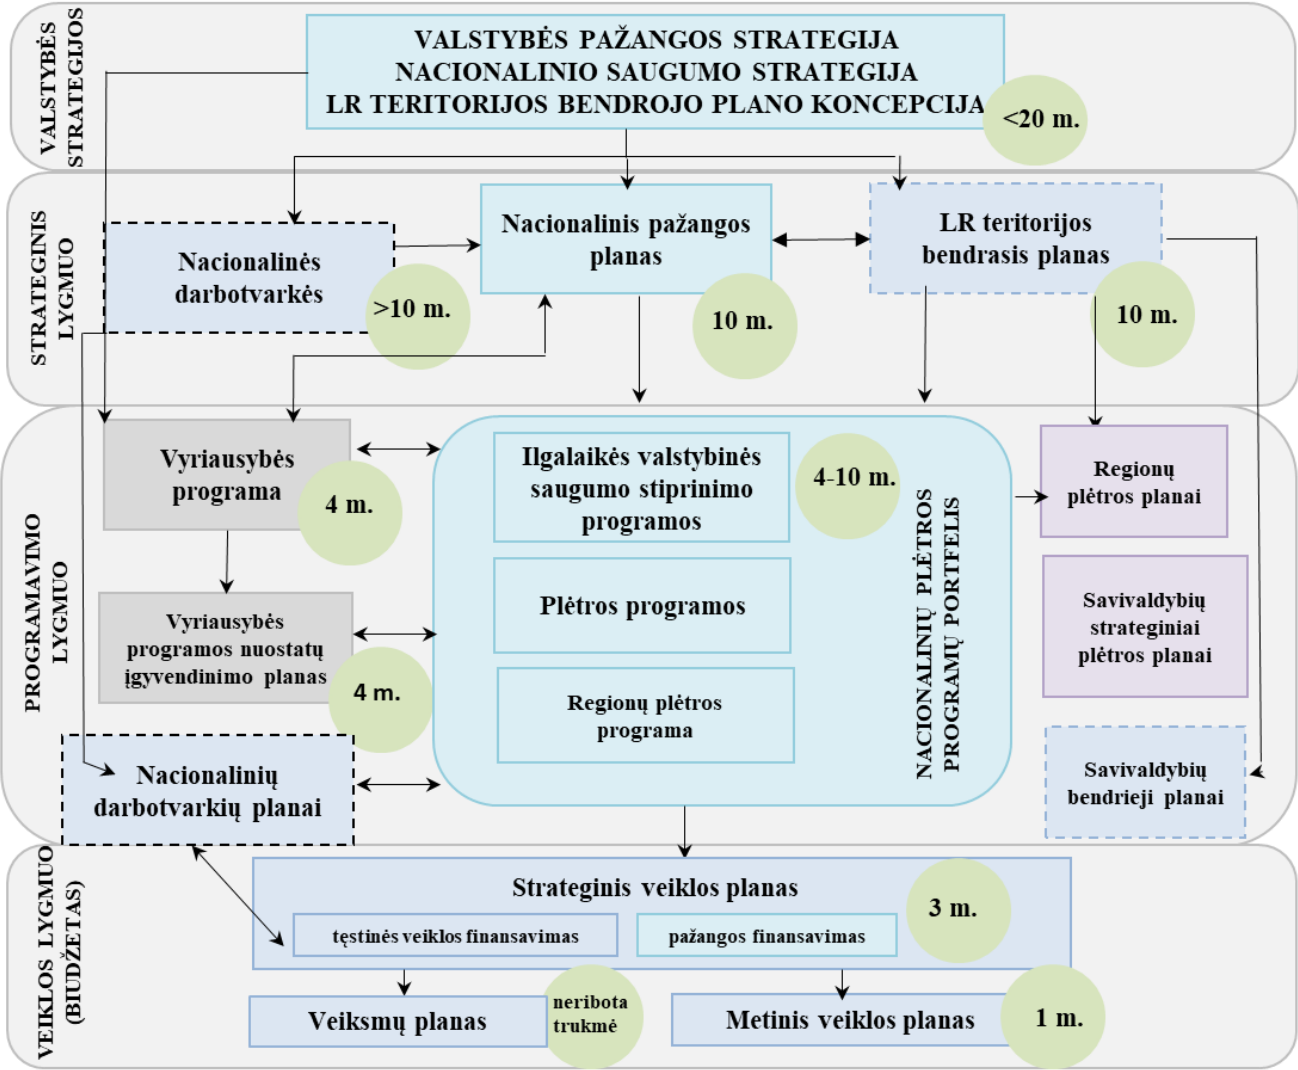 VALSTYBĖS
STRATEGIJOS
VALSTYBĖS PAŽANGOS STRATEGIJA
NACIONALINIO SAUGUMO STRATEGIJA
LR TERITORIJOS BENDROJO PLANO KONCEPCIJA
<20 m.
STRATEGINIS
LYGMUO
Nacionalinės
darbotvarkės
>10 m.
Nacionalinis pažangos
planas
10 m.
LR teritorijos
bendrasis planas
10 m.
PROGRAMAVIMO
LYGMUO
Vyriausybės
programa
4 m.
Vyriausybės
programos nuostatų
įgyvendinimo planas
4 m.
Nacionalinių
darbotvarkių planai
Ilgalaikės valstybinės
saugumo stiprinimo
programos
4-10 m.
Plėtros programos
Regionų plėtros
programa
NACIONALINIŲ PLĖTROS
PROGRAMŲ PORTFELIS
Regionų
plėtros planai
Savivaldybių
strateginiai
plėtros planai
Savivaldybių
bendrieji planai
VEIKLOS LYGMUO
(BIUDŽETAS)
Strateginis veiklos planas
3 m.
tęstinės veiklos finansavimas
pažangos finansavimas
Veiksmų planas
neribota
trukmė
Metinis veiklos planas
1 m.